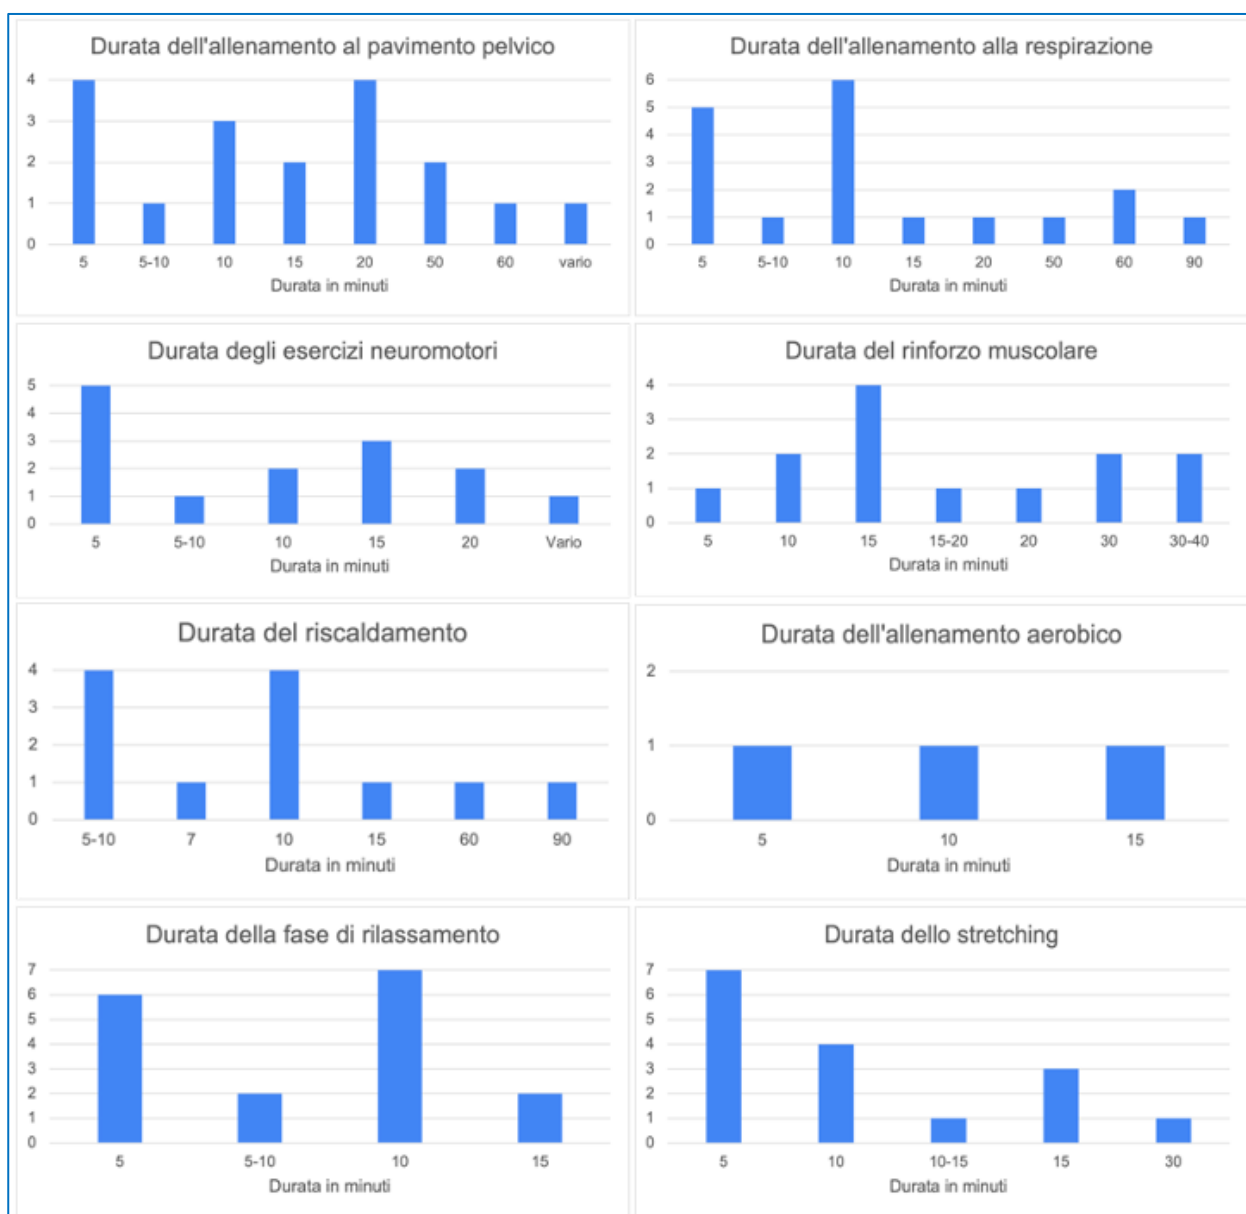 Durata dell'allenamento al pavimento pelvico
4
3
2
1
0
5 5-10 10 15 20 50 60 vario
Durata in minuti
Durata dell'allenamento alla respirazione
6
5
4
3
2
1
0
5 5-10 10 15 20 50 60 90
Durata in minuti
Durata degli esercizi neuromotori
5
4
3
2
1
0
5 5-10 10 15 20 Vario
Durata in minuti
Durata del rinforzo muscolare
4
3
2
1
0
5 10 15 15-20 20 30 30-40
Durata in minuti
Durata del riscaldamento
4
3
2
1
0
5-10 7 10 15 60 90
Durata in minuti
Durata dell'allenamento aerobico
2
1
0
5 10 15
Durata in minuti
Durata della fase di rilassamento
7
6
5
4
3
2
1
0
5 5-10 10 15
Durata in minuti
Durata dello stretching
7
6
5
4
3
2
1
0
5 10 10-15 15 30
Durata in minuti